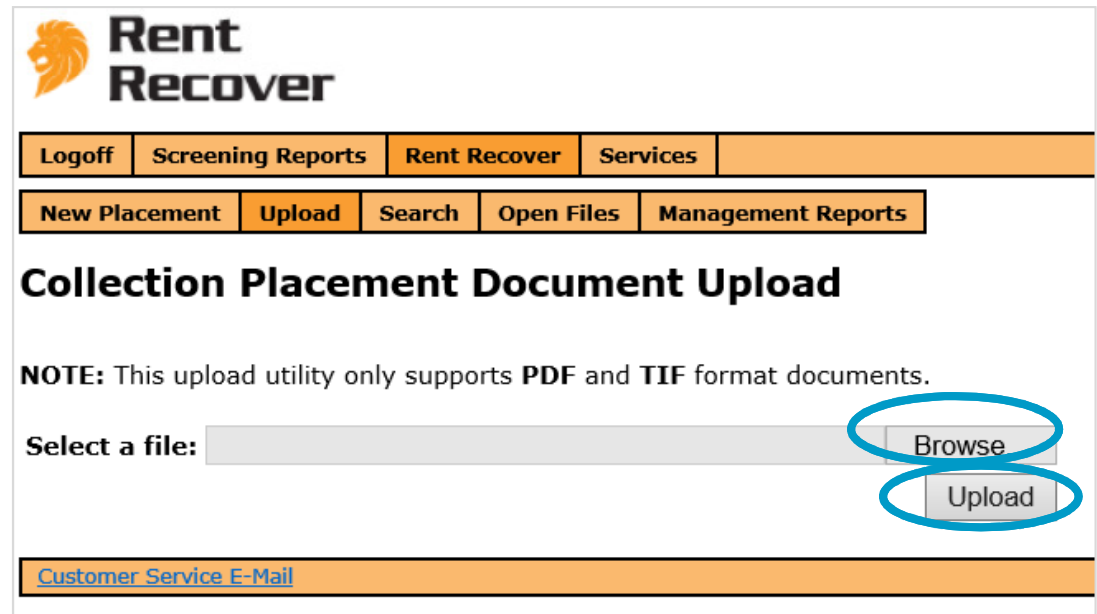 Rent
Recover
Logoff Screening Reports Rent Recover Services
New Placement Upload Search Open Files Management Reports
Collection Placement Document Upload
NOTE: This upload utility only supports PDF and TIF format documents.
Select a file: Browse
Upload
Customer Service E-Mail